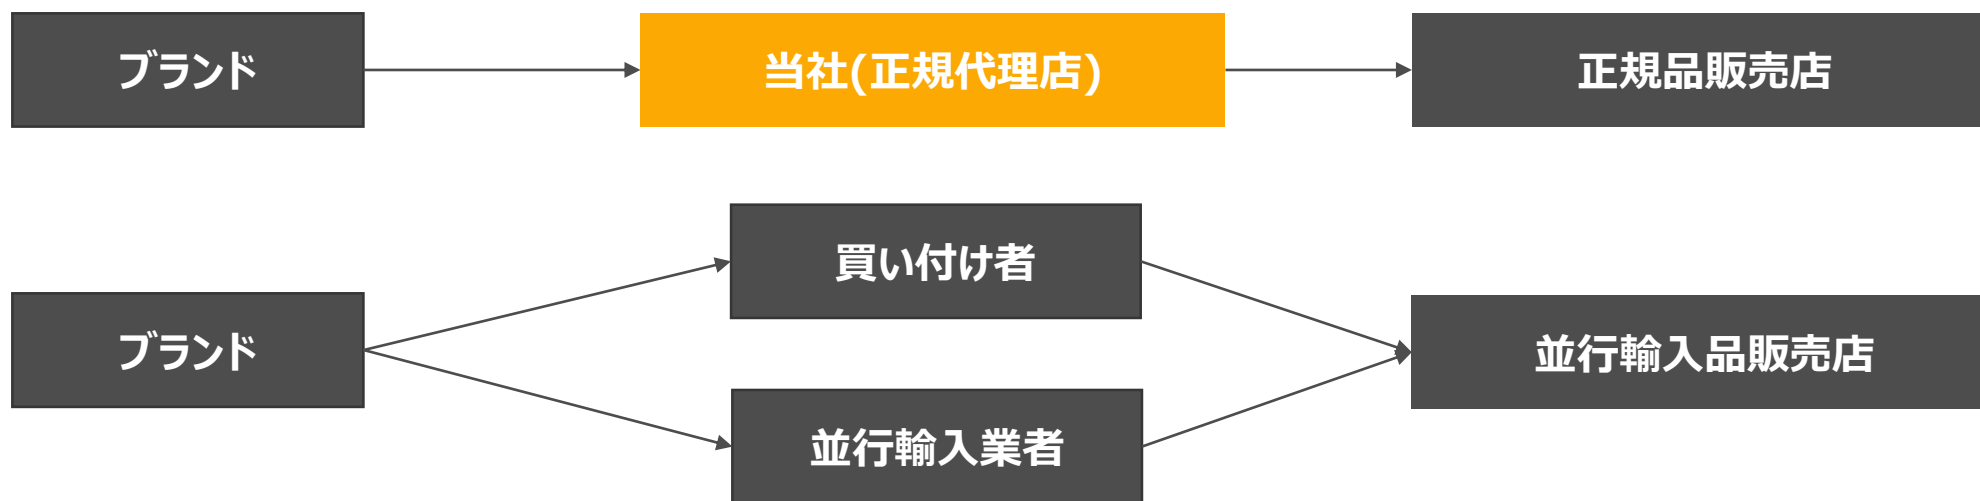 ブランド
当社(正規代理店)
正規品販売店
買い付け者
ブランド
並行輸入品販売店
並行輸入業者